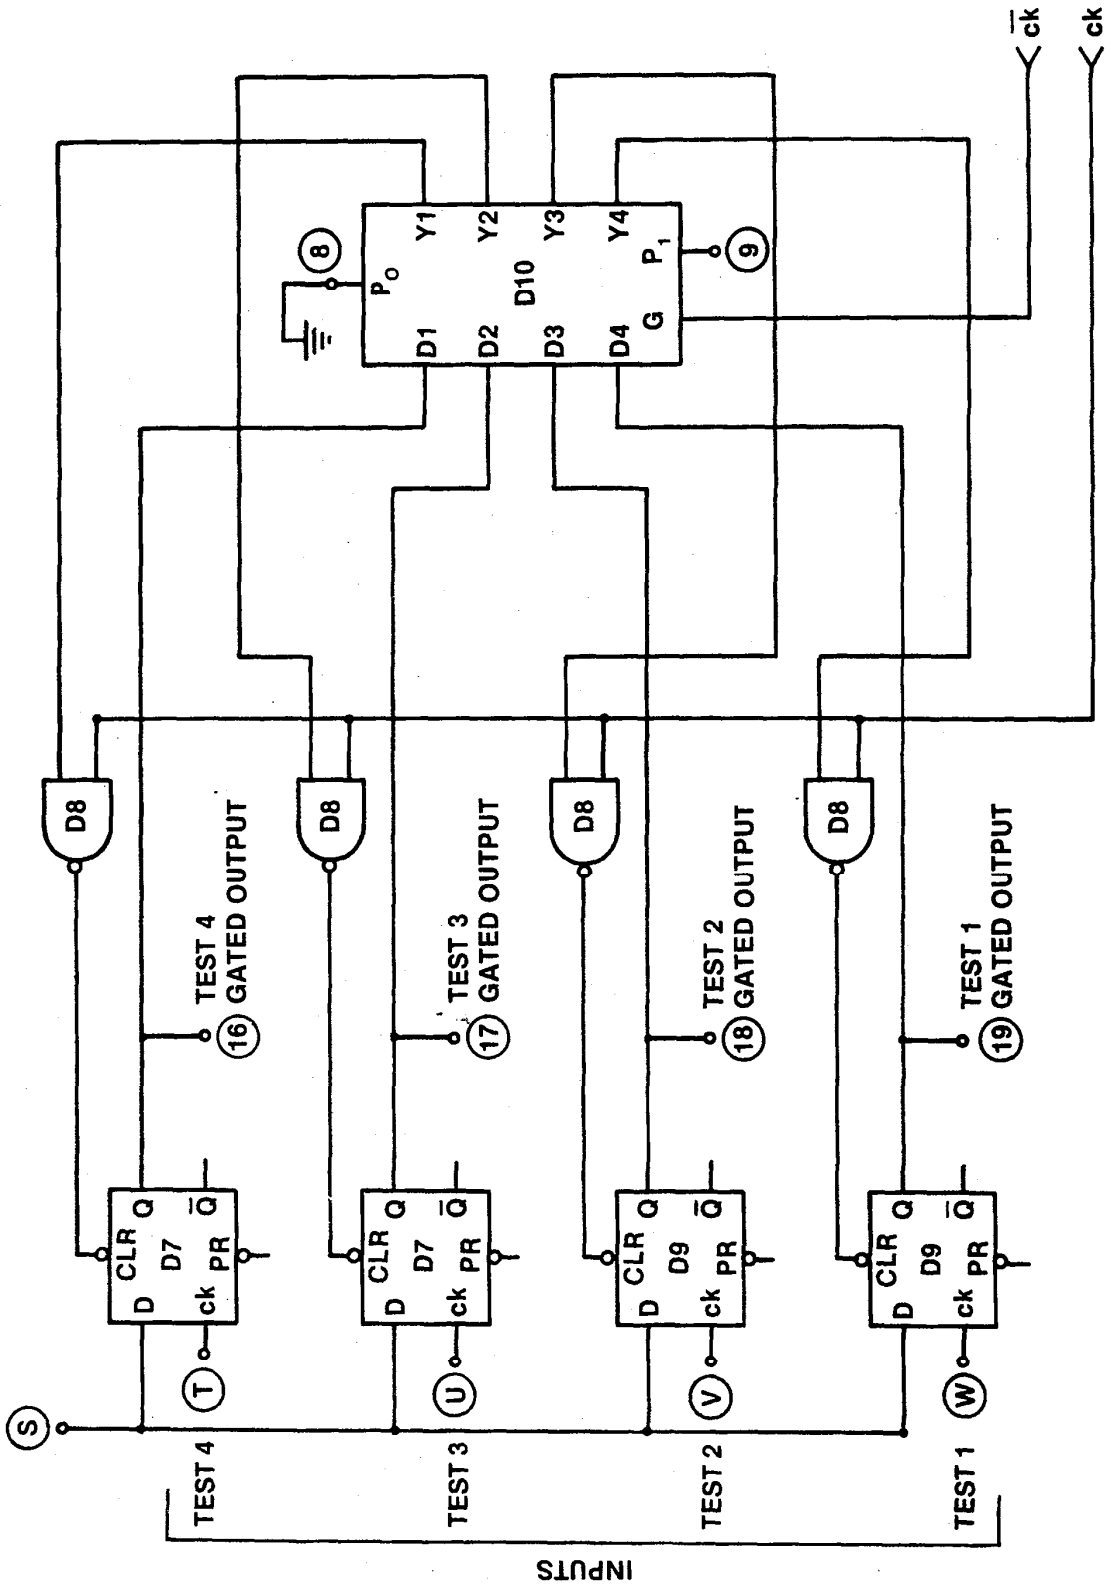 S
INPUTS
TEST 4
T
D
ck
CLR
D7
PR
Q
Q̅
TEST 4
16 GATED OUTPUT
D8
TEST 3
U
D
ck
CLR
D7
PR
Q
Q̅
TEST 3
17 GATED OUTPUT
D8
TEST 2
V
D
ck
CLR
D9
PR
Q
Q̅
TEST 2
18 GATED OUTPUT
D8
TEST 1
W
D
ck
CLR
D9
PR
Q
Q̅
TEST 1
19 GATED OUTPUT
D8
8
P0
D1
D2
D3
D4
D10
G
P1
9
Y1
Y2
Y3
Y4
c̅k̅
ck